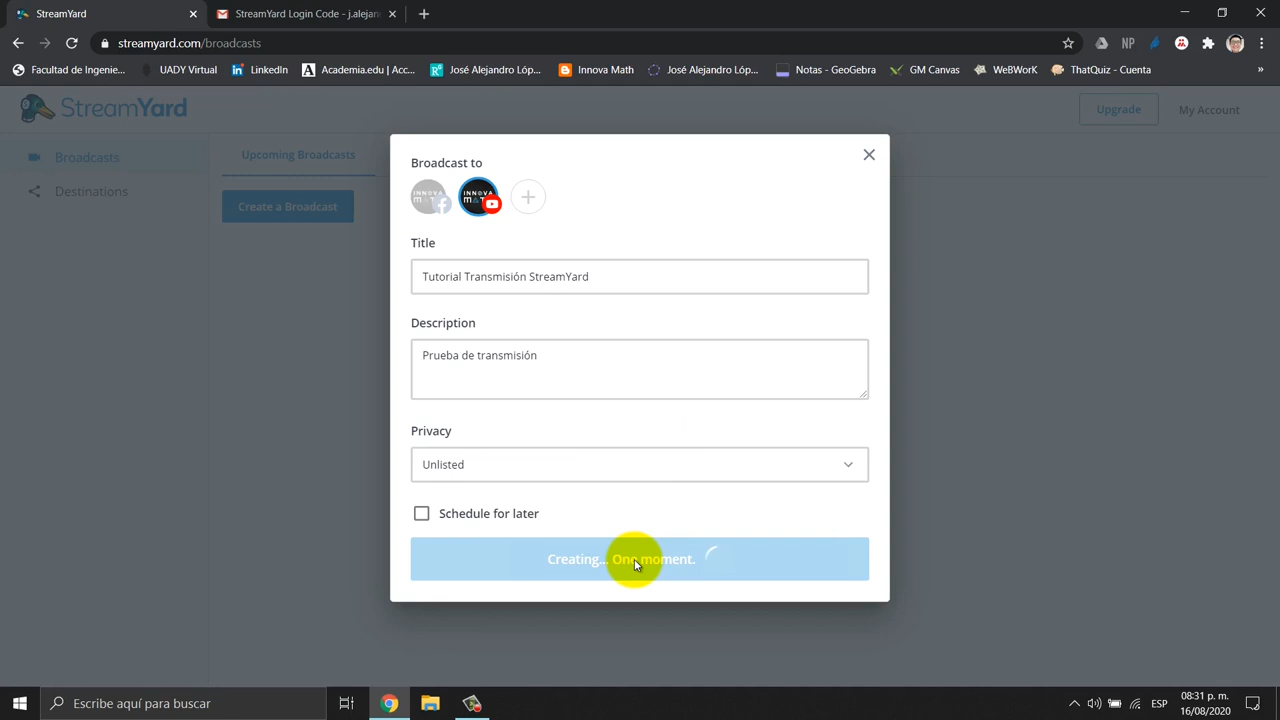 StreamYard
StreamYard Login Code - j.alejan
streamyard.com/broadcasts
NP
Facultad de Ingenie...
UADY Virtual
LinkedIn
Academia.edu | Acc...
José Alejandro Lóp...
Innova Math
José Alejandro Lóp...
Notas - GeoGebra
GM Canvas
WeBWorK
ThatQuiz - Cuenta
StreamYard
Upgrade
My Account
Broadcasts
Destinations
Upcoming Broadcasts
Create a Broadcast
Broadcast to
Title
Tutorial Transmisión StreamYard
Description
Prueba de transmisión
Privacy
Unlisted
Schedule for later
Creating... One moment.
Escribe aquí para buscar
ESP
08:31 p. m.
16/08/2020